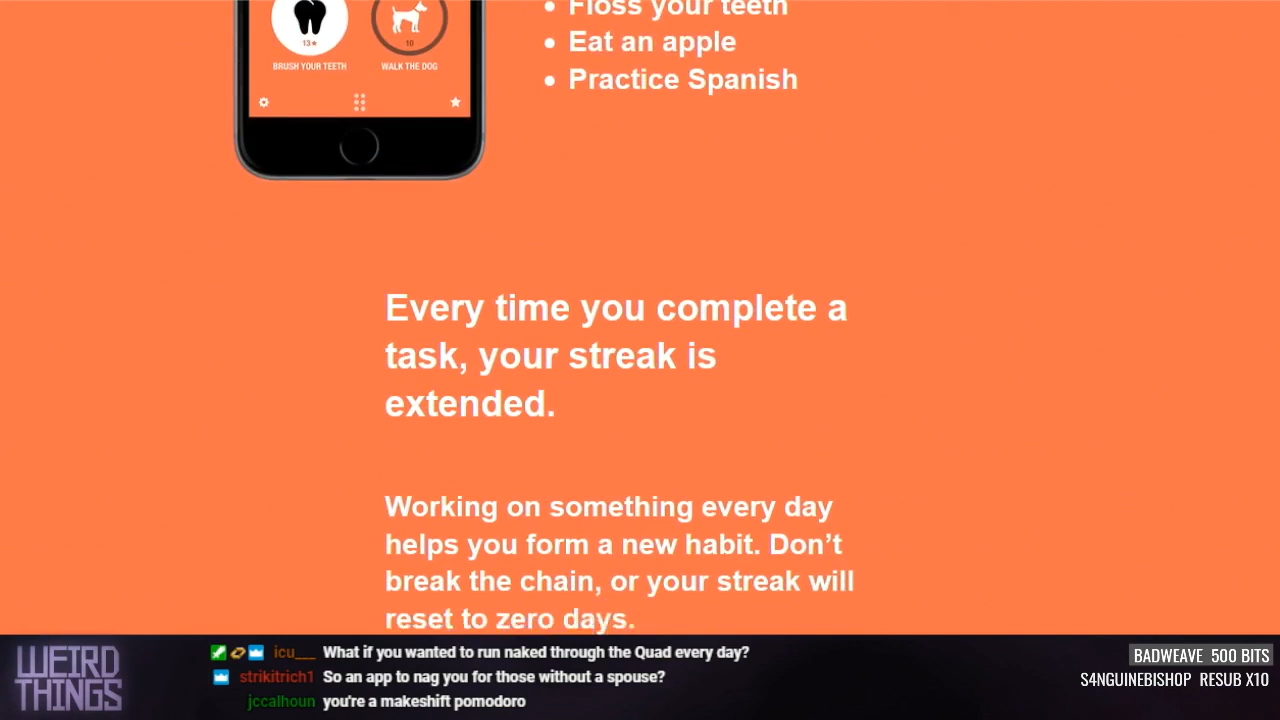 Floss your teeth
Eat an apple
Practice Spanish
13★
10
BRUSH YOUR TEETH
WALK THE DOG
Every time you complete a
task, your streak is
extended.
Working on something every day
helps you form a new habit. Don’t
break the chain, or your streak will
reset to zero days.
WEIRD
THINGS
icu___ What if you wanted to run naked through the Quad every day?
strikitrich1 So an app to nag you for those without a spouse?
jccalhoun you're a makeshift pomodoro
BADWEAVE 500 BITS
S4NGUINEBISHOP RESUB X10